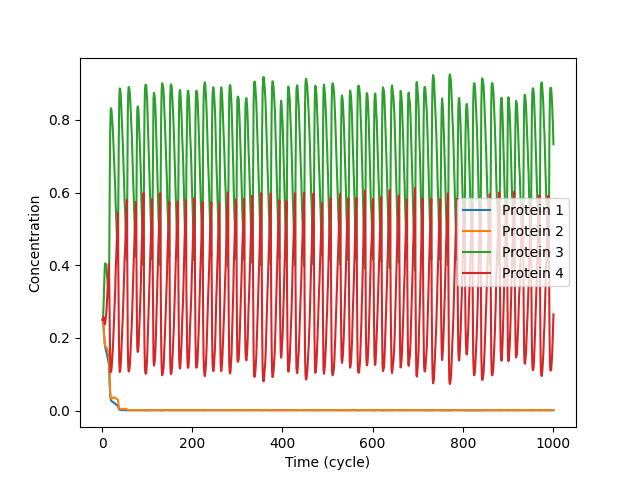 0.8
0.6
0.4
0.2
0.0
Concentration
Protein 1
Protein 2
Protein 3
Protein 4
0 200 400 600 800 1000
Time (cycle)